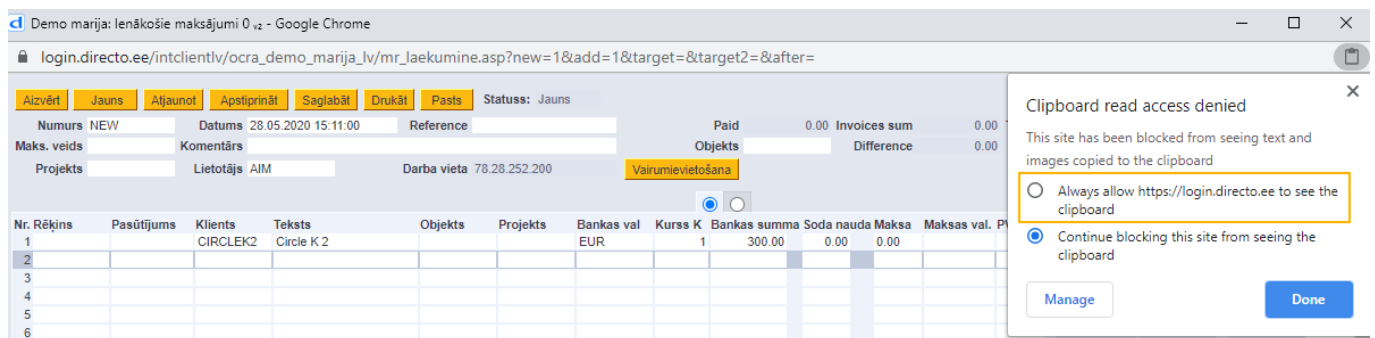 Demo marija: Ienākošie maksājumi 0 v2 - Google Chrome
login.directo.ee/intclientlv/ocra_demo_marija_lv/mr_laekumine.asp?new=1&add=1&target=&target2=&after=
Aizvērt Jauns Atjaunot Apstiprināt Saglabāt Drukāt Pasts Statuss: Jauns
Numurs NEW Datums 28.05.2020 15:11:00 Reference Paid 0.00 Invoices sum 0.00
Maks. veids Komentārs Objekts Difference 0.00
Projekts Lietotājs AIM Darba vieta 78.28.252.200 Vairumievietošana
Nr. Rēķins Pasūtījums Klients Teksts Objekts Projekts Bankas val Kurss K Bankas summa Soda nauda Maksa Maksas val.
1 CIRCLEK2 Circle K 2 EUR 1 300.00 0.00 0.00
2
3
4
5
6
Clipboard read access denied
This site has been blocked from seeing text and
images copied to the clipboard
Always allow https://login.directo.ee to see the
clipboard
Continue blocking this site from seeing the
clipboard
Manage Done